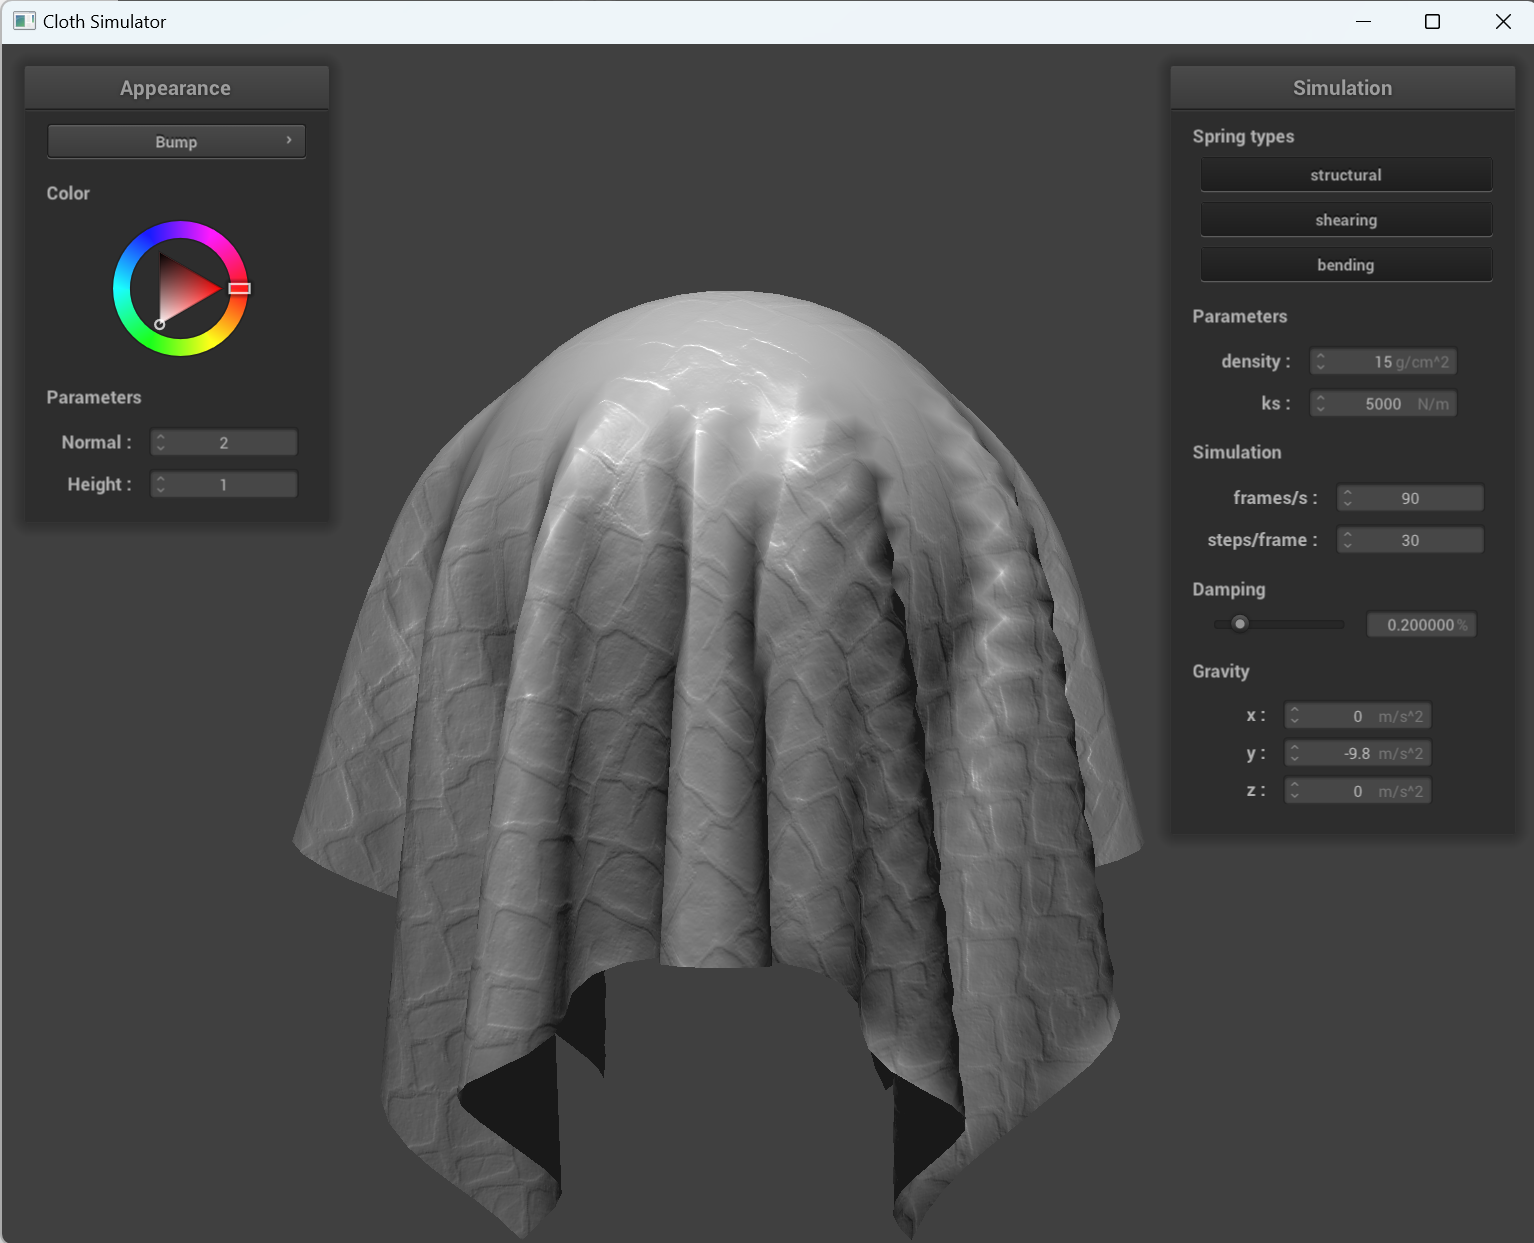 Cloth Simulator
Appearance
Bump
Color
Parameters
Normal : 2
Height : 1
Simulation
Spring types
structural
shearing
bending
Parameters
density : 15 g/cm^2
ks : 5000 N/m
Simulation
frames/s : 90
steps/frame : 30
Damping
0.200000 %
Gravity
x : 0 m/s^2
y : -9.8 m/s^2
z : 0 m/s^2